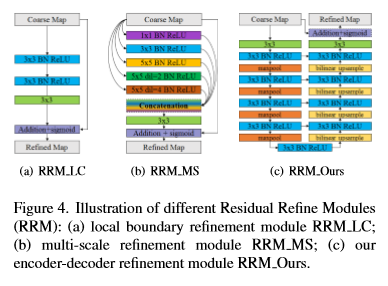 Coarse Map
3x3 BN ReLU
3x3 BN ReLU
3x3
Addition+sigmoid
Refined Map
(a) RRM_LC
Coarse Map
1x1 BN ReLU
3x3 BN ReLU
5x5 BN ReLU
5x5 dil=2 BN ReLU
5x5 dil=4 BN ReLU
Concatenation
3x3
Addition + sigmoid
Refined Map
(b) RRM_MS
Coarse Map
Refined Map
Addition+sigmoid
3x3
3x3
3x3 BN ReLU
3x3 BN ReLU
maxpool
bilinear upsample
3x3 BN ReLU
3x3 BN ReLU
maxpool
bilinear upsample
3x3 BN ReLU
3x3 BN ReLU
maxpool
bilinear upsample
3x3 BN ReLU
3x3 BN ReLU
maxpool
bilinear upsample
3x3 BN ReLU
(c) RRM_Ours
Figure 4. Illustration of different Residual Refine Modules
(RRM): (a) local boundary refinement module RRM_LC;
(b) multi-scale refinement module RRM_MS; (c) our
encoder-decoder refinement module RRM_Ours.